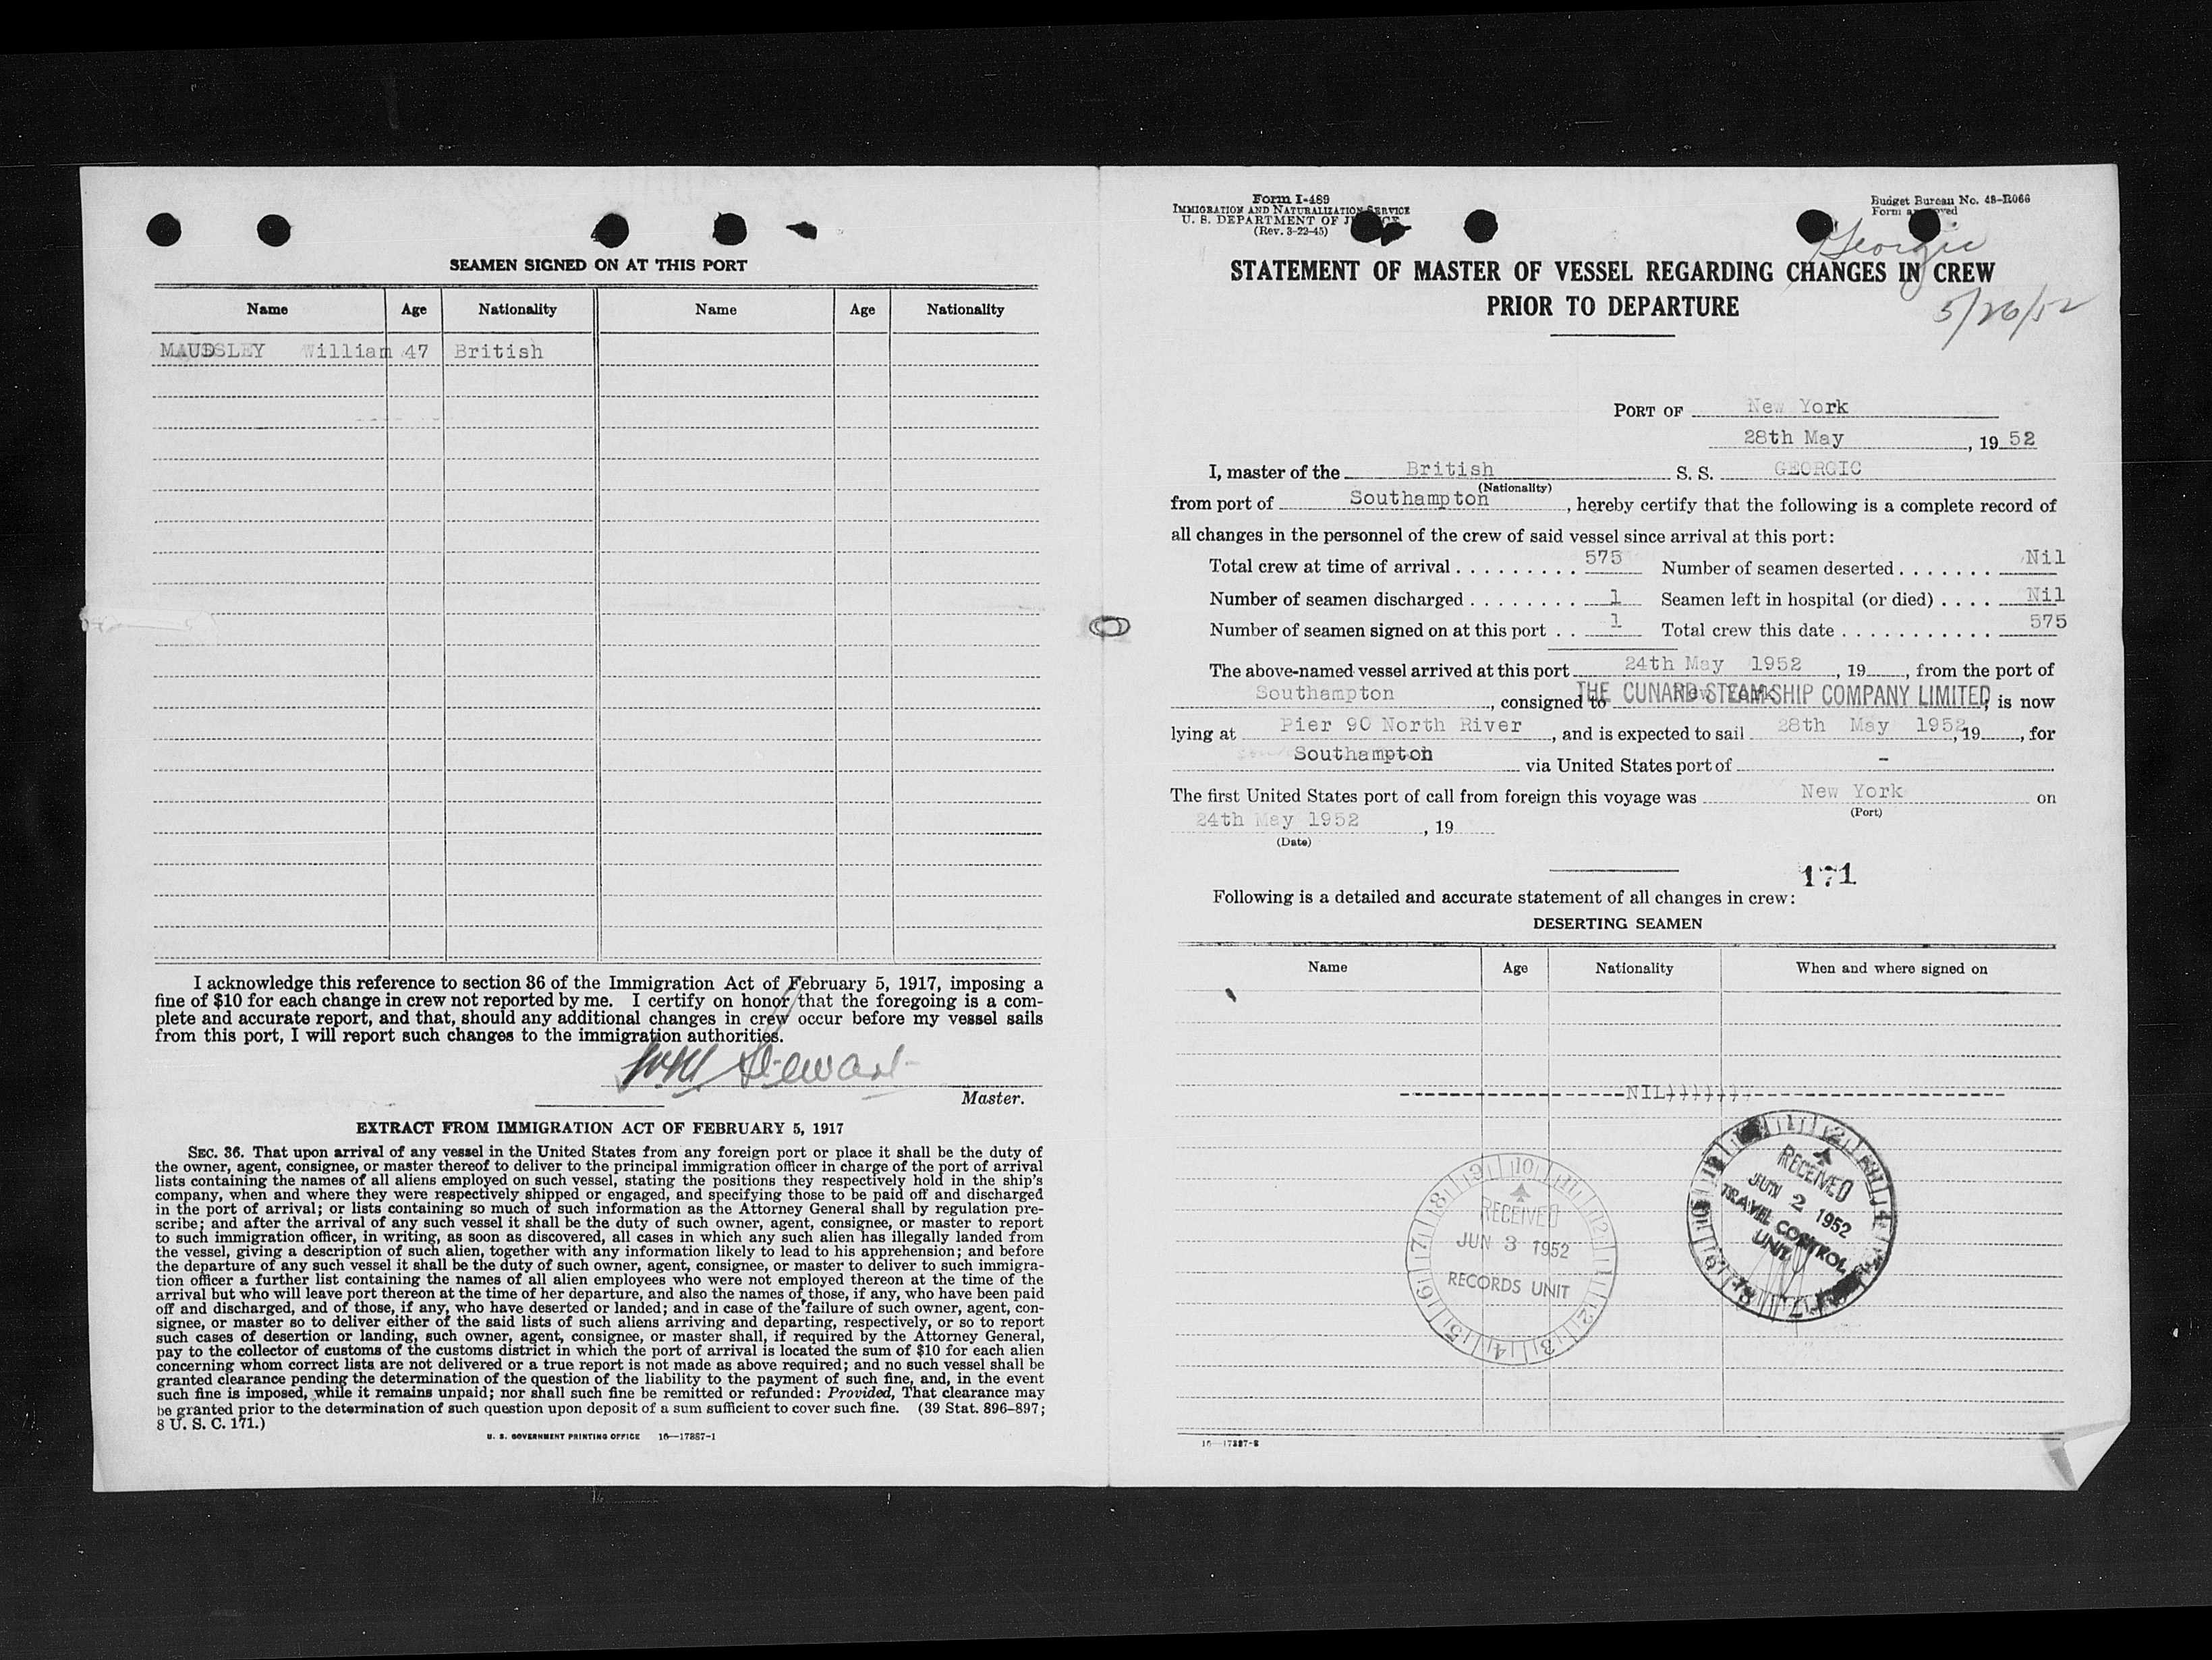 SEAMEN SIGNED ON AT THIS PORT
Name Age Nationality Name Age Nationality
MAUDSLEY William 47 British
I acknowledge this reference to section 36 of the Immigration Act of February 5, 1917, imposing a
fine of $10 for each change in crew not reported by me. I certify on honor that the foregoing is a com-
plete and accurate report, and that, should any additional changes in crew occur before my vessel sails
from this port, I will report such changes to the immigration authorities.
Stewart
Master.
EXTRACT FROM IMMIGRATION ACT OF FEBRUARY 5, 1917
SEC. 36. That upon arrival of any vessel in the United States from any foreign port or place it shall be the duty of
the owner, agent, consignee, or master thereof to deliver to the principal immigration officer in charge of the port of arrival
lists containing the names of all aliens employed on such vessel, stating the positions they respectively hold in the ship's
company, when and where they were respectively shipped or engaged, and specifying those to be paid off and discharged
in the port of arrival; or lists containing so much of such information as the Attorney General shall by regulation pre-
scribe; and after the arrival of any such vessel it shall be the duty of such owner, agent, consignee, or master to report
to such immigration officer, in writing, as soon as discovered, all cases in which any such alien has illegally landed from
the vessel, giving a description of such alien, together with any information likely to lead to his apprehension; and before
the departure of any such vessel it shall be the duty of such owner, agent, consignee, or master to deliver to such immigra-
tion officer a further list containing the names of all alien employees who were not employed thereon at the time of the
arrival but who will leave port thereon at the time of her departure, and also the names of those, if any, who have been paid
off and discharged, and of those, if any, who have deserted or landed; and in case of the failure of such owner, agent, con-
signee, or master so to deliver either of the said lists of such aliens arriving and departing, respectively, or so to report
such cases of desertion or landing, such owner, agent, consignee, or master shall, if required by the Attorney General,
pay to the collector of customs of the customs district in which the port of arrival is located the sum of $10 for each alien
concerning whom correct lists are not delivered or a true report is not made as above required; and no such vessel shall be
granted clearance pending the determination of the question of the liability to the payment of such fine, and, in the event
such fine is imposed, while it remains unpaid; nor shall such fine be remitted or refunded: Provided, That clearance may
be granted prior to the determination of such question upon deposit of a sum sufficient to cover such fine. (39 Stat. 896-897;
8 U. S. C. 171.)
U. S. GOVERNMENT PRINTING OFFICE 16—17887-1
Form I-489
IMMIGRATION AND NATURALIZATION SERVICE
U. S. DEPARTMENT OF JUSTICE
(Rev. 3-22-45)
Budget Bureau No. 43-R066
Form approved
Georgic
5/26/52
STATEMENT OF MASTER OF VESSEL REGARDING CHANGES IN CREW
PRIOR TO DEPARTURE
PORT OF New York
28th May, 1952
I, master of the British S. S. GEORGIC
(Nationality)
from port of Southampton, hereby certify that the following is a complete record of
all changes in the personnel of the crew of said vessel since arrival at this port:
Total crew at time of arrival . . . . . . . . . 575 Number of seamen deserted . . . . . . . Nil
Number of seamen discharged . . . . . . . . 1 Seamen left in hospital (or died) . . . . Nil
Number of seamen signed on at this port . . 1 Total crew this date . . . . . . . . . . . . 575
The above-named vessel arrived at this port 24th May 1952, 19, from the port of
Southampton, consigned to THE CUNARD STEAMSHIP COMPANY LIMITED New York, is now
lying at Pier 90 North River, and is expected to sail 28th May 1952, 19, for
Southampton via United States port of -
The first United States port of call from foreign this voyage was New York on
(Port)
24th May 1952, 19
(Date)
171
Following is a detailed and accurate statement of all changes in crew:
DESERTING SEAMEN
Name Age Nationality When and where signed on
NIL)))))))
RECEIVED
JUN 3 1952
RECORDS UNIT
RECEIVED
JUN 2 1952
TRAVEL CONTROL
UNIT